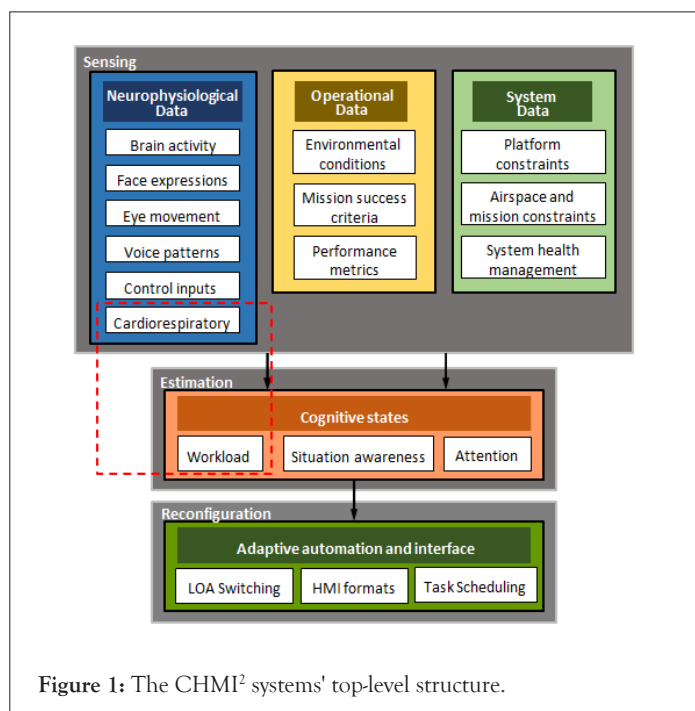 Sensing
Neurophysiological
Data
Brain activity
Face expressions
Eye movement
Voice patterns
Control inputs
Cardiorespiratory
Operational
Data
Environmental
conditions
Mission success
criteria
Performance
metrics
System
Data
Platform
constraints
Airspace and
mission constraints
System health
management
Estimation
Cognitive states
Workload
Situation awareness
Attention
Reconfiguration
Adaptive automation and interface
LOA Switching
HMI formats
Task Scheduling
Figure 1: The CHMI² systems' top-level structure.